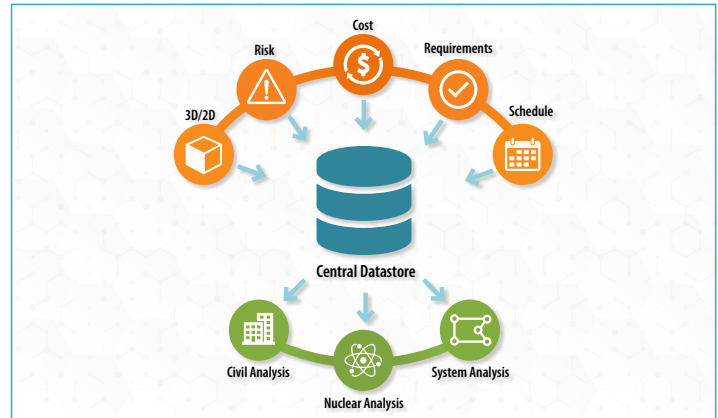 Cost
Risk
Requirements
3D/2D
Schedule
$
Central Datastore
Civil Analysis
System Analysis
Nuclear Analysis